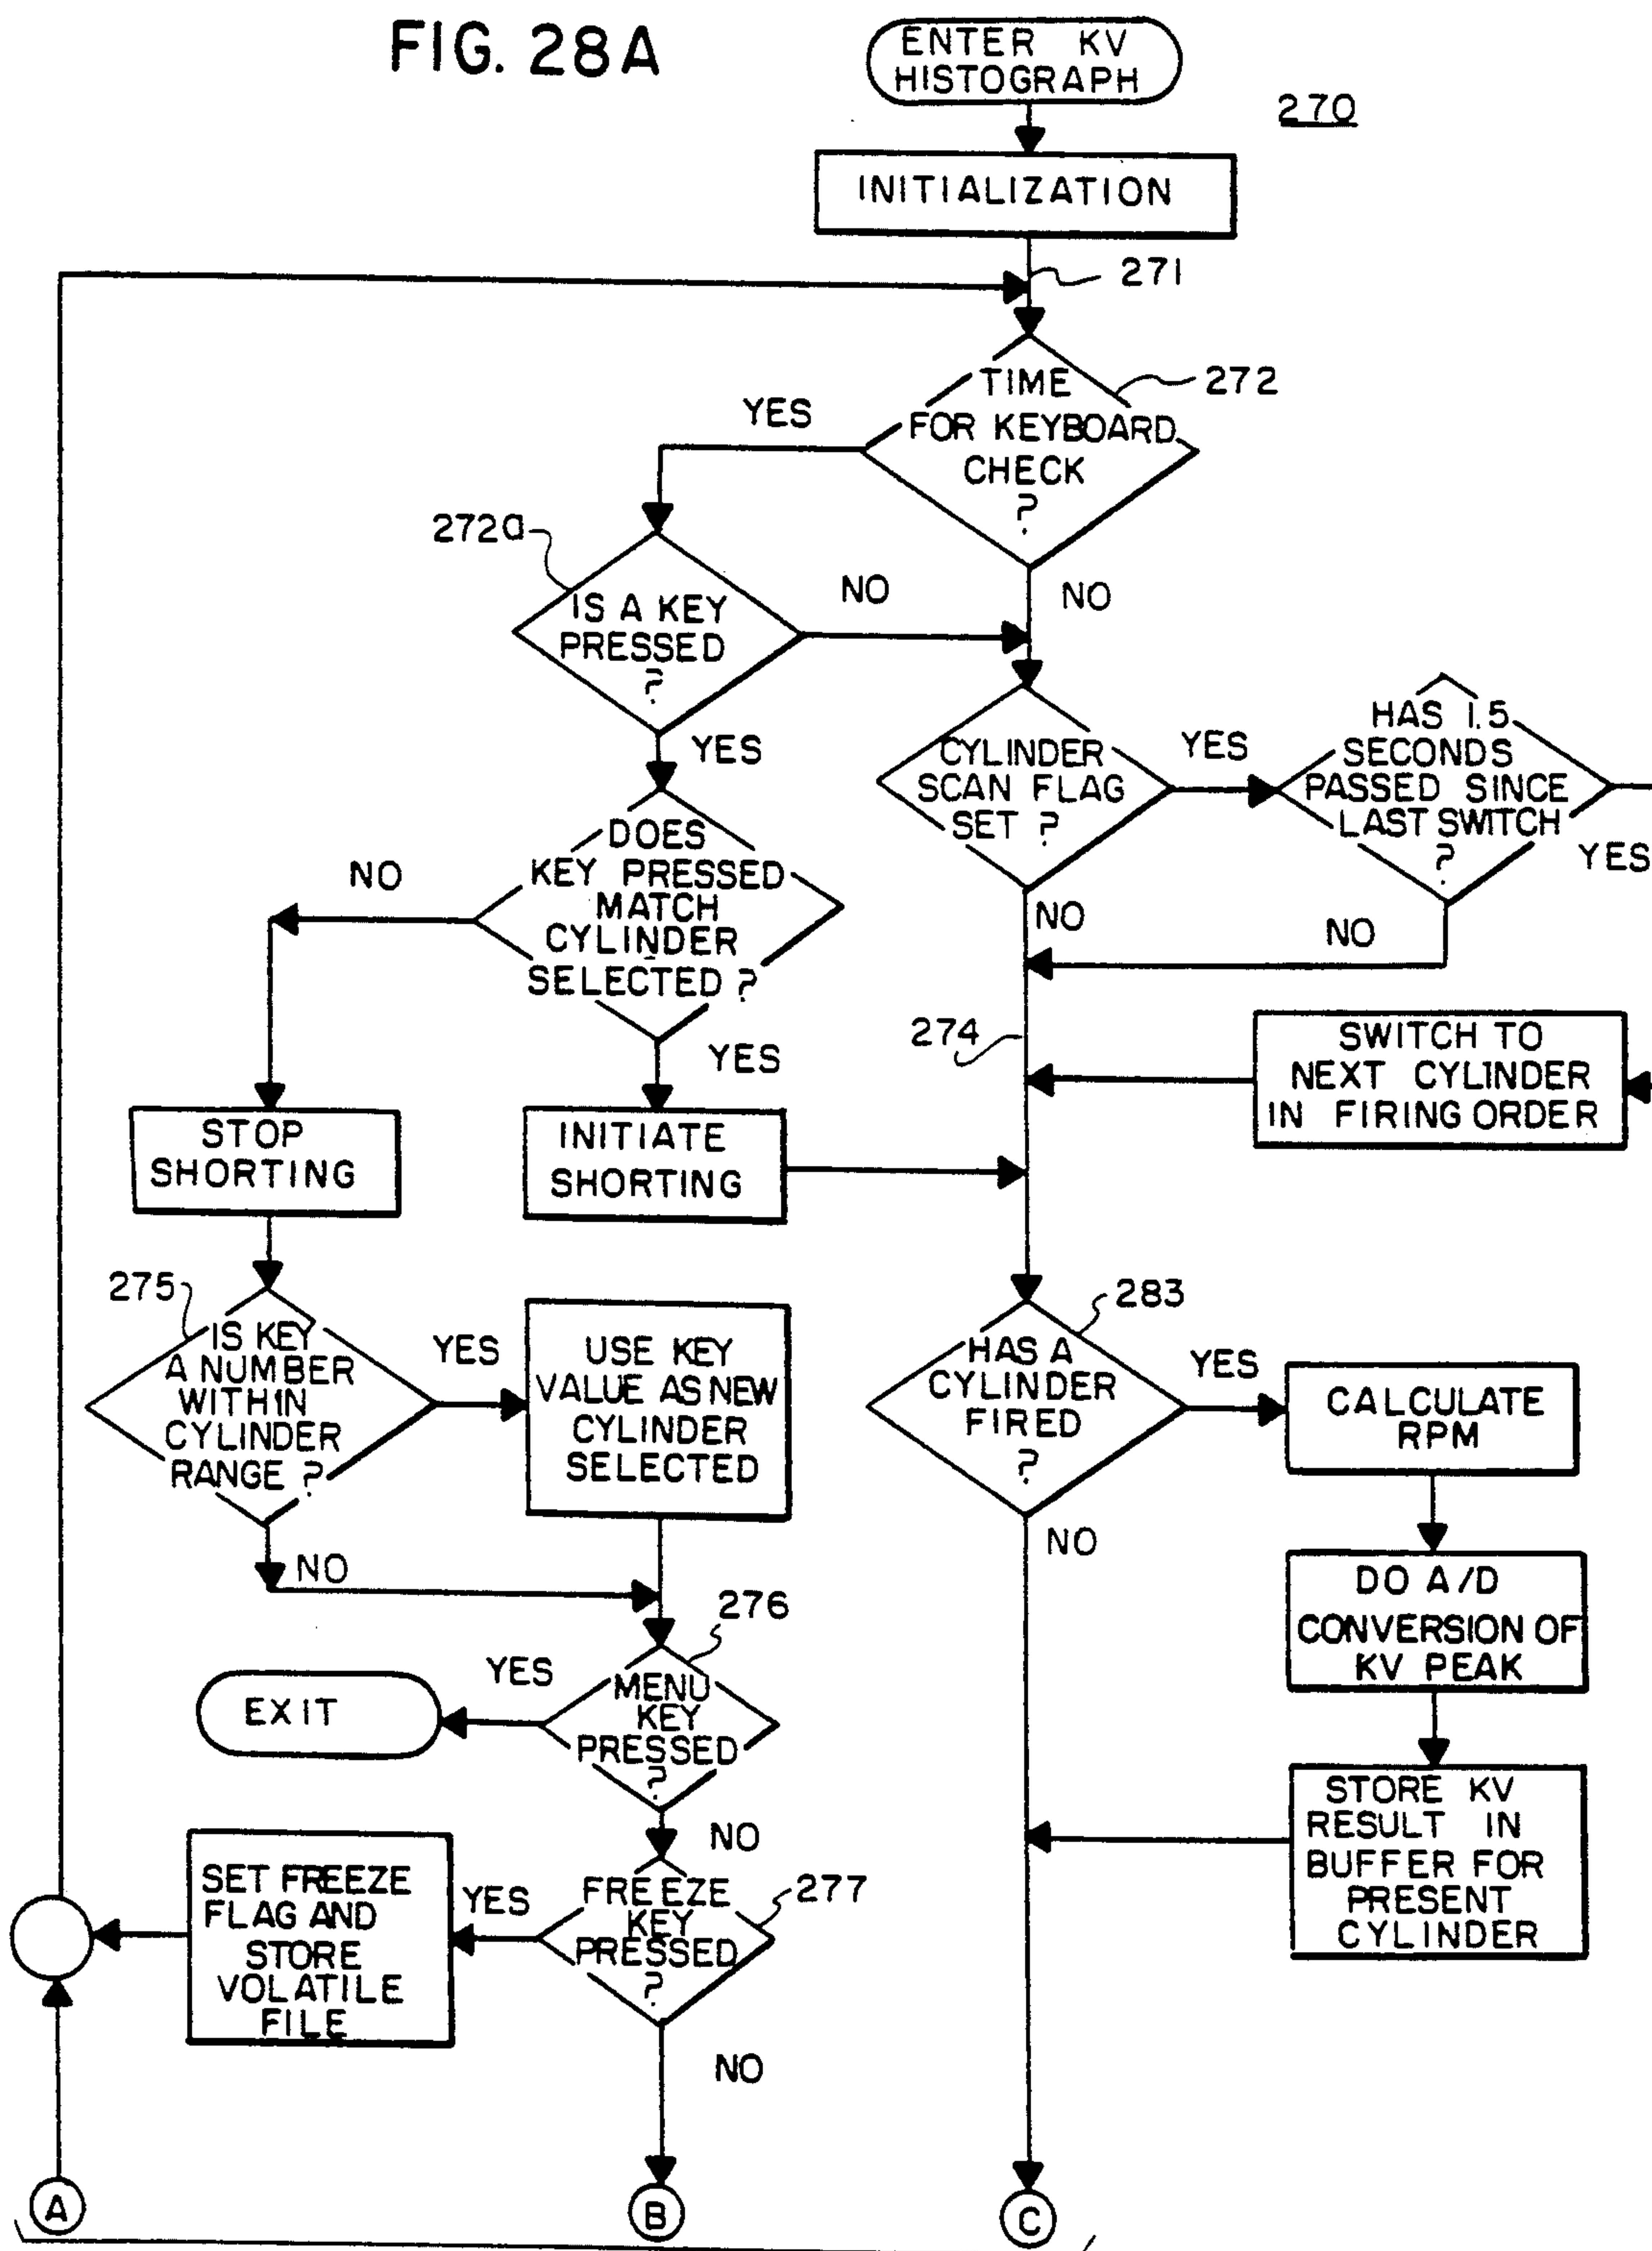 FIG. 28A
ENTER KV
HISTOGRAPH
270
INITIALIZATION
271
TIME
FOR KEYBOARD
CHECK
?
272
YES
NO
272a
IS A KEY
PRESSED
?
NO
YES
CYLINDER
SCAN FLAG
SET ?
YES
NO
HAS 1.5
SECONDS
PASSED SINCE
LAST SWITCH
?
YES
NO
DOES
KEY PRESSED
MATCH
CYLINDER
SELECTED ?
NO
YES
274
SWITCH TO
NEXT CYLINDER
IN FIRING ORDER
STOP
SHORTING
INITIATE
SHORTING
275
IS KEY
A NUMBER
WITHIN
CYLINDER
RANGE ?
YES
NO
USE KEY
VALUE AS NEW
CYLINDER
SELECTED
283
HAS A
CYLINDER
FIRED
?
YES
NO
CALCULATE
RPM
DO A/D
CONVERSION OF
KV PEAK
STORE KV
RESULT IN
BUFFER FOR
PRESENT
CYLINDER
276
MENU
KEY
PRESSED
?
YES
NO
EXIT
277
FREEZE
KEY
PRESSED
?
YES
NO
SET FREEZE
FLAG AND
STORE
VOLATILE
FILE
A
B
C